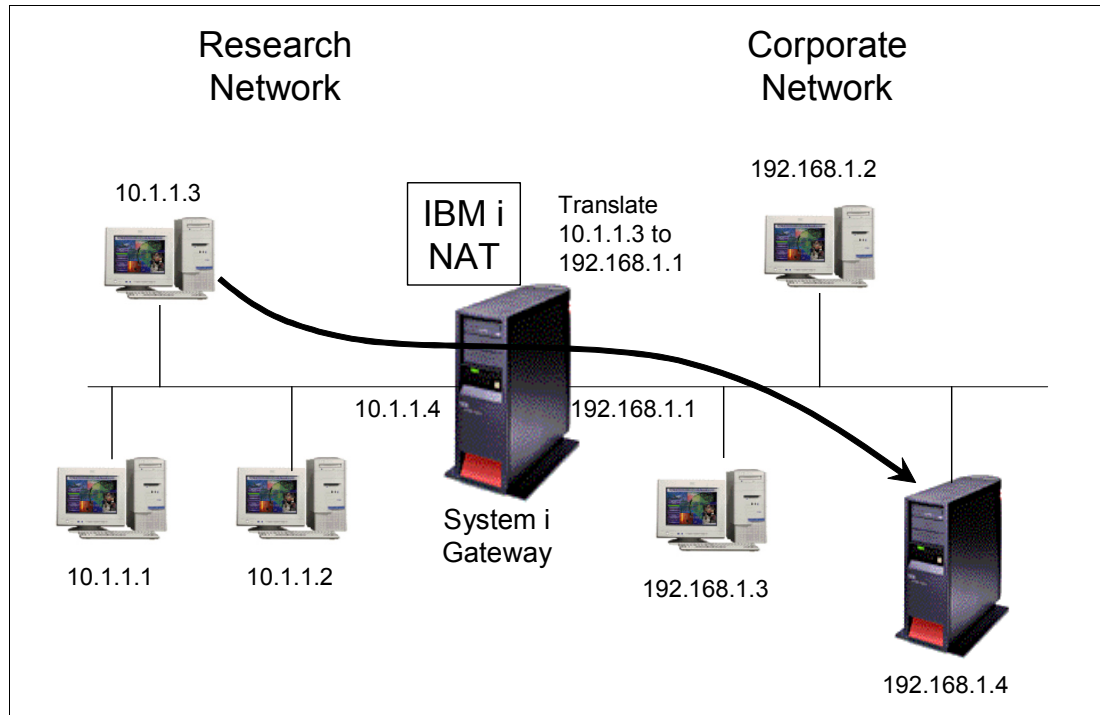 Research
Network
Corporate
Network
10.1.1.3
IBM i
NAT
Translate
10.1.1.3 to
192.168.1.1
192.168.1.2
10.1.1.4
192.168.1.1
10.1.1.1
10.1.1.2
System i
Gateway
192.168.1.3
192.168.1.4